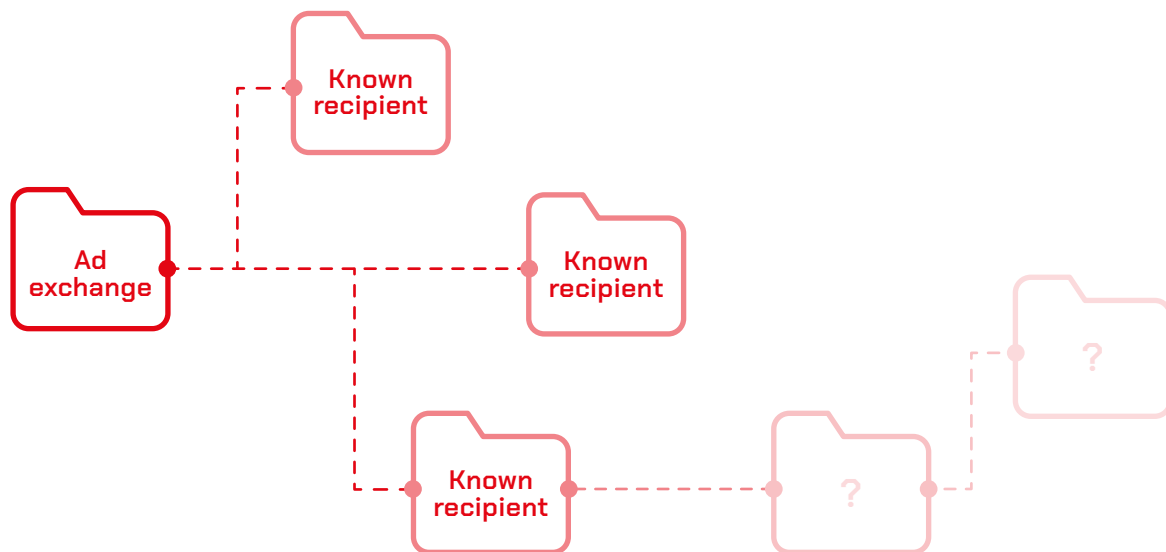 Known
recipient
Ad
exchange
Known
recipient
?
Known
recipient
?